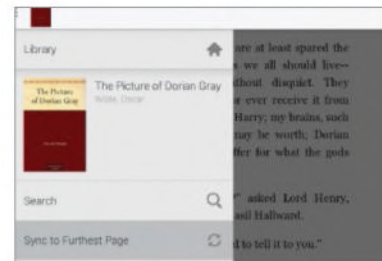 Library
The Picture of Dorian Gray
Wilde, Oscar
The Picture
of Dorian Gray
Search
Sync to Furthest Page
are at least spared the
s we all should live--
thout disquiet. They
r ever receive it from
Harry; my brains, such
may be worth; Dorian
ffer for what the gods
asked Lord Henry,
asil Hallward.
d to tell it to you."